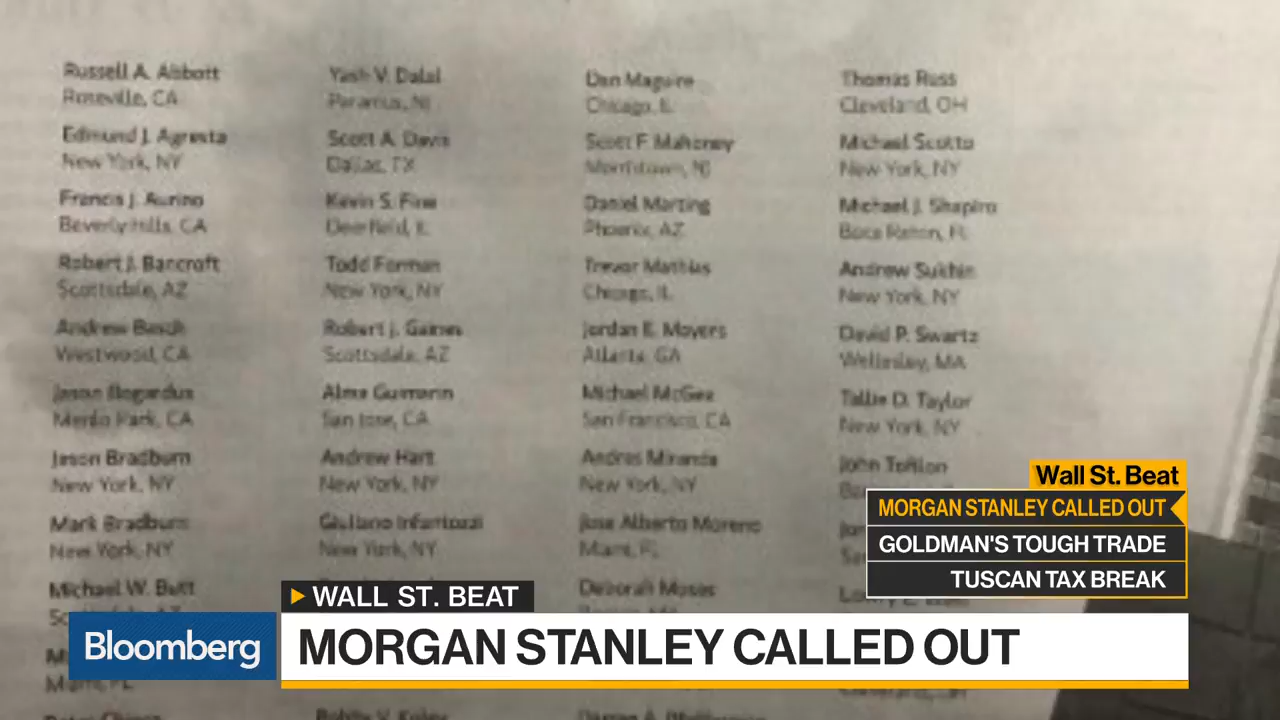 Russell A. Abbott
Roseville, CA
Edmund J. Agresta
New York, NY
Francis J. Aurino
Beverly Hills, CA
Robert J. Bancroft
Scottsdale, AZ
Andrew Basch
Westwood, CA
Jason Bogardus
Menlo Park, CA
Jason Bradburn
New York, NY
Mark Bradburn
New York, NY
Michael W. Butt
Miami, FL
Yash V. Dalal
Paramus, NJ
Scott A. Davis
Dallas, TX
Kevin S. Fine
Deerfield, IL
Todd Forman
New York, NY
Robert J. Gaines
Scottsdale, AZ
Alma Guimarin
San Jose, CA
Andrew Hart
New York, NY
Giuliano Infantozzi
New York, NY
Dan Maguire
Chicago, IL
Scott F. Mahoney
Morristown, NJ
Daniel Marting
Phoenix, AZ
Trevor Mathius
Chicago, IL
Jordan E. Mayers
Atlanta, GA
Michael McGee
San Francisco, CA
Andres Miranda
New York, NY
Jose Alberto Moreno
Miami, FL
Deborah Moses
Thomas Russ
Cleveland, OH
Michael Scotto
New York, NY
Michael J. Shapiro
Boca Raton, FL
Andrew Sukhin
New York, NY
David P. Swartz
Wellesley, MA
Tallie D. Taylor
New York, NY
John
Wall St. Beat
MORGAN STANLEY CALLED OUT
GOLDMAN'S TOUGH TRADE
TUSCAN TAX BREAK
WALL ST. BEAT
Bloomberg
MORGAN STANLEY CALLED OUT